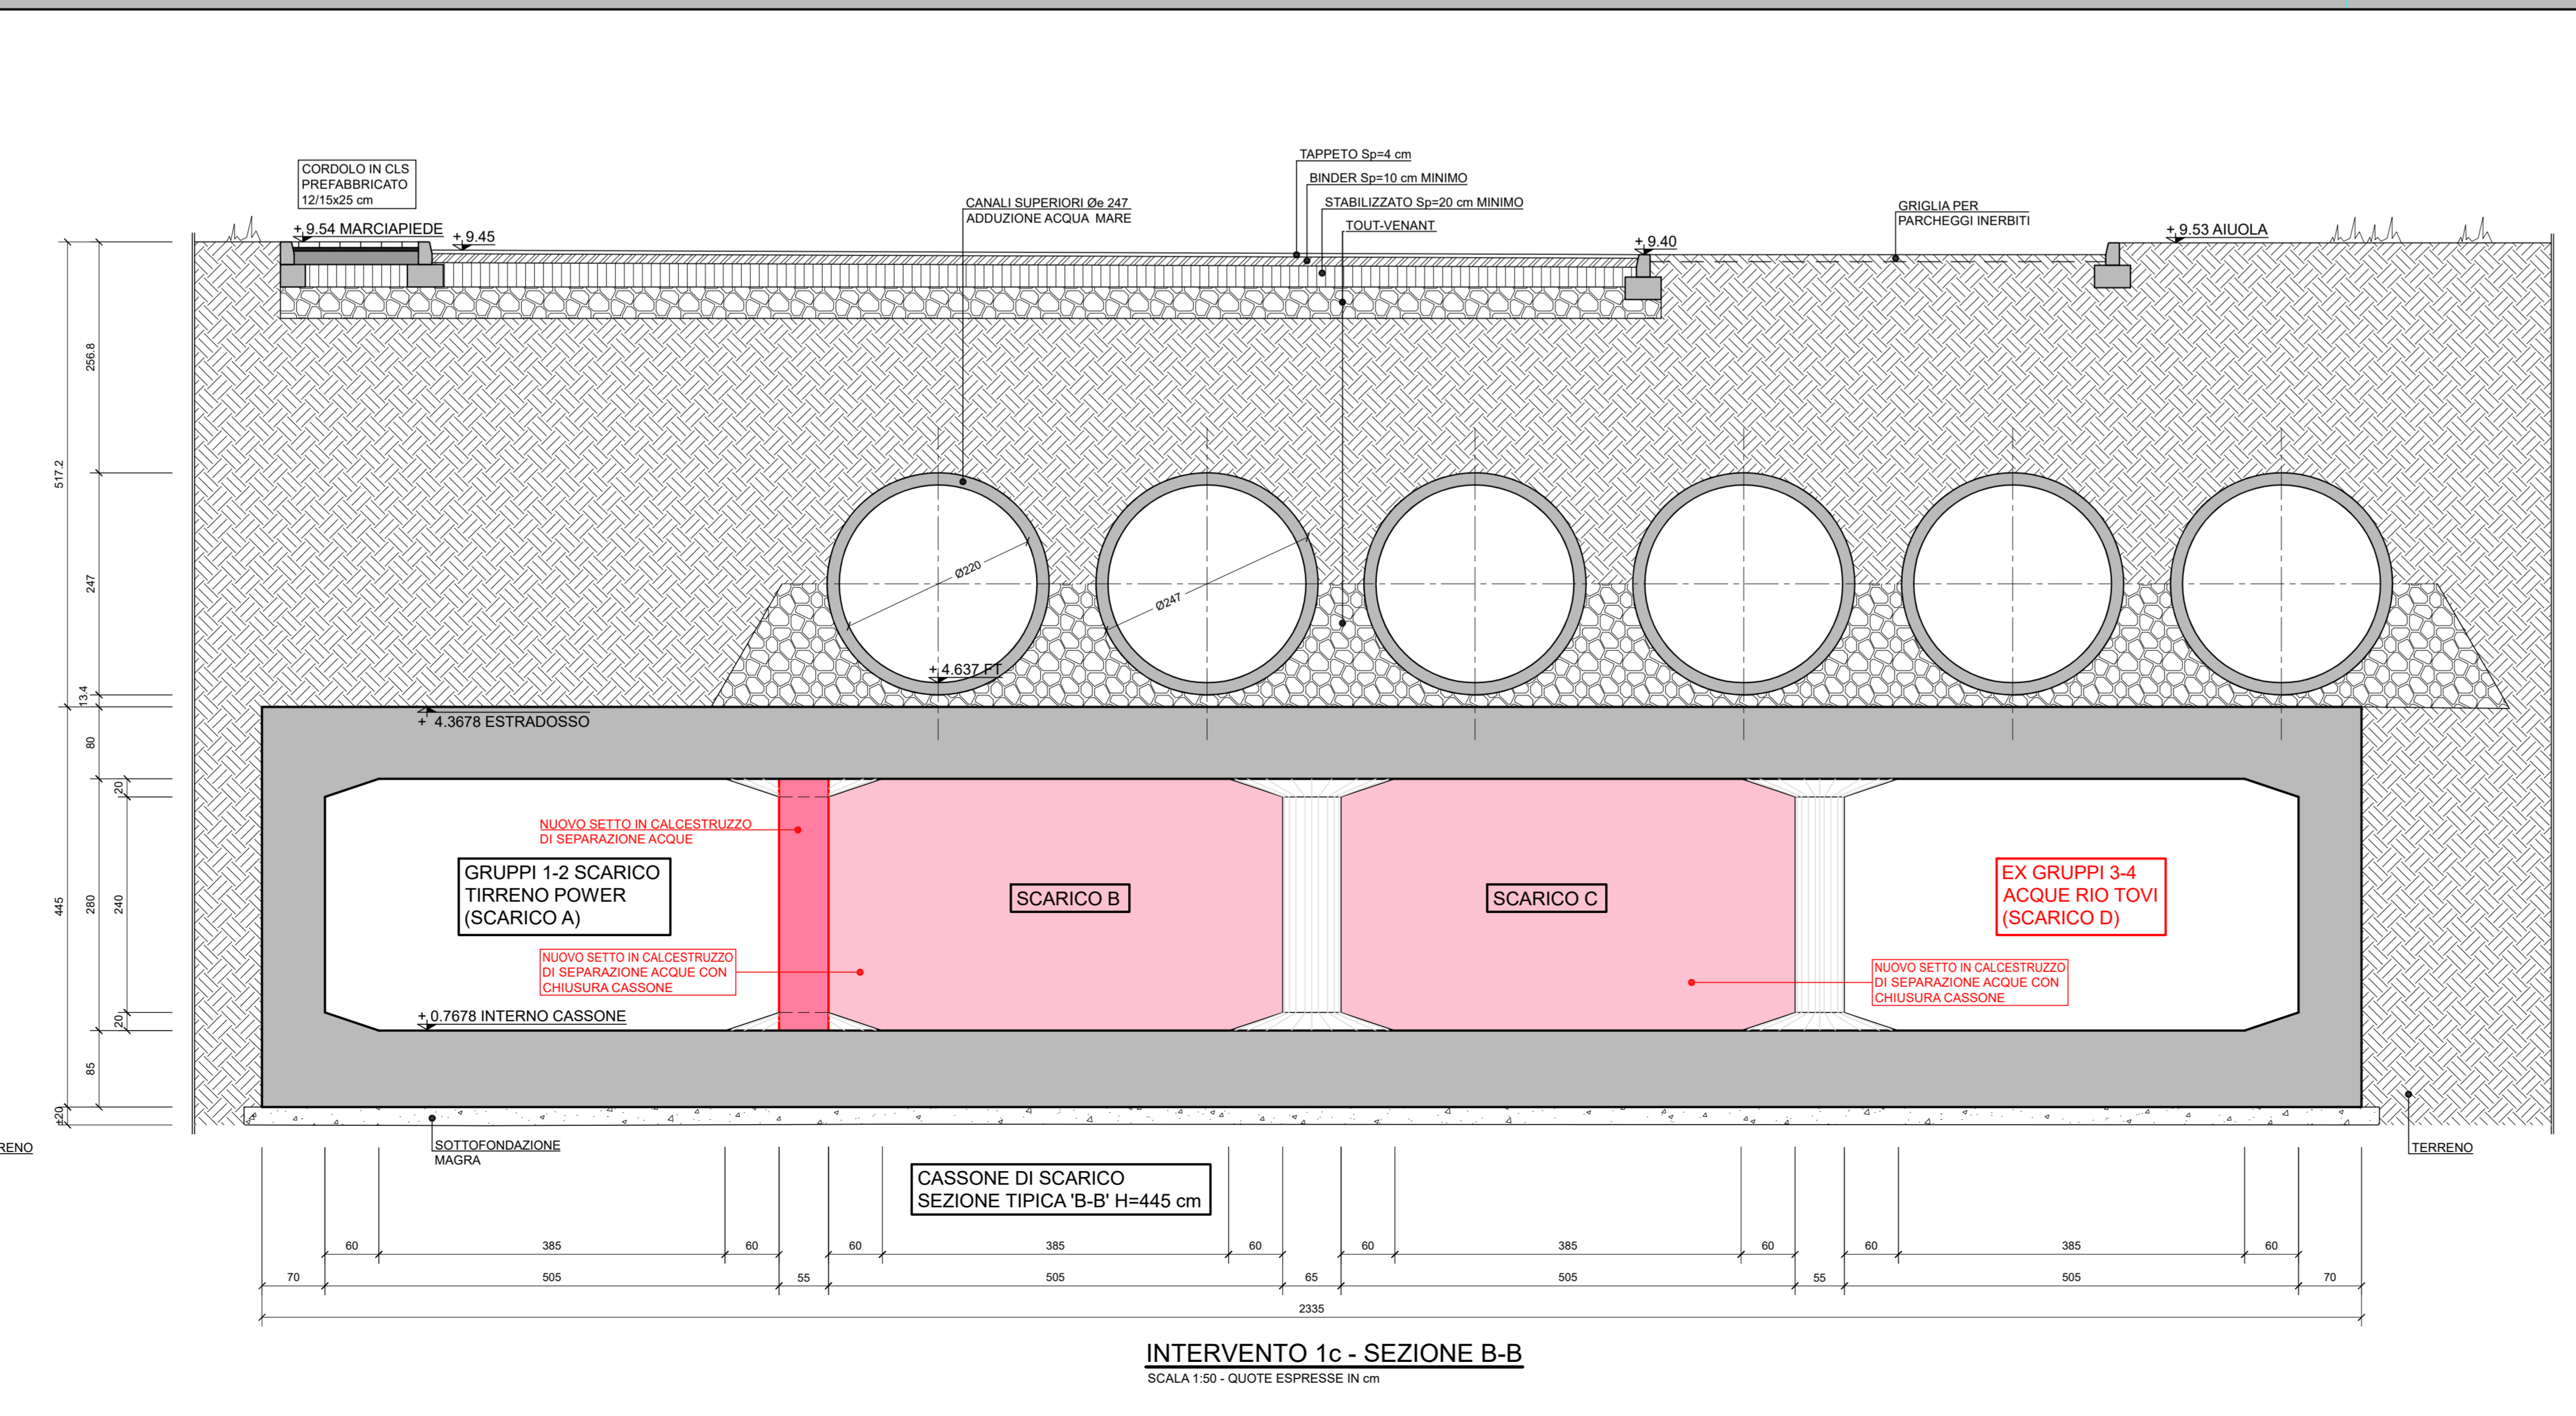 CORDOLO IN CLS
PREFABBRICATO
12/15x25 cm
+ 9.54 MARCIAPIEDE
+ 9.45
CANALI SUPERIORI Øe 247
ADDUZIONE ACQUA MARE
TAPPETO Sp=4 cm
BINDER Sp=10 cm MINIMO
STABILIZZATO Sp=20 cm MINIMO
TOUT-VENANT
+ 9.40
GRIGLIA PER
PARCHEGGI INERBITI
+ 9.53 AIUOLA
256.8
517.2
247
13.4
Ø220
Ø247
+ 4.637 FT
+ 4.3678 ESTRADOSSO
80
20
445
280
240
20
85
±20
NUOVO SETTO IN CALCESTRUZZO
DI SEPARAZIONE ACQUE
GRUPPI 1-2 SCARICO
TIRRENO POWER
(SCARICO A)
SCARICO B
SCARICO C
EX GRUPPI 3-4
ACQUE RIO TOVI
(SCARICO D)
NUOVO SETTO IN CALCESTRUZZO
DI SEPARAZIONE ACQUE CON
CHIUSURA CASSONE
NUOVO SETTO IN CALCESTRUZZO
DI SEPARAZIONE ACQUE CON
CHIUSURA CASSONE
+ 0.7678 INTERNO CASSONE
RENO
SOTTOFONDAZIONE
MAGRA
TERRENO
CASSONE DI SCARICO
SEZIONE TIPICA 'B-B' H=445 cm
60 385 60 60 385 60 60 385 60 60 385 60
70 505 55 505 65 505 55 505 70
2335
INTERVENTO 1c - SEZIONE B-B
SCALA 1:50 - QUOTE ESPRESSE IN cm